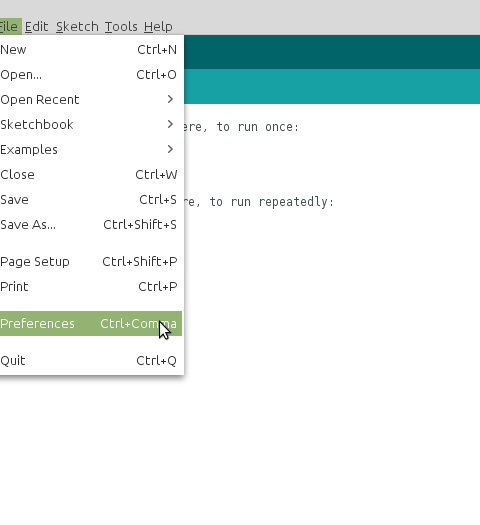 File Edit Sketch Tools Help
New Ctrl+N
Open... Ctrl+O
Open Recent
Sketchbook
Examples
Close Ctrl+W
Save Ctrl+S
Save As... Ctrl+Shift+S
Page Setup Ctrl+Shift+P
Print Ctrl+P
Preferences Ctrl+Comma
Quit Ctrl+Q
ere, to run once:
re, to run repeatedly: